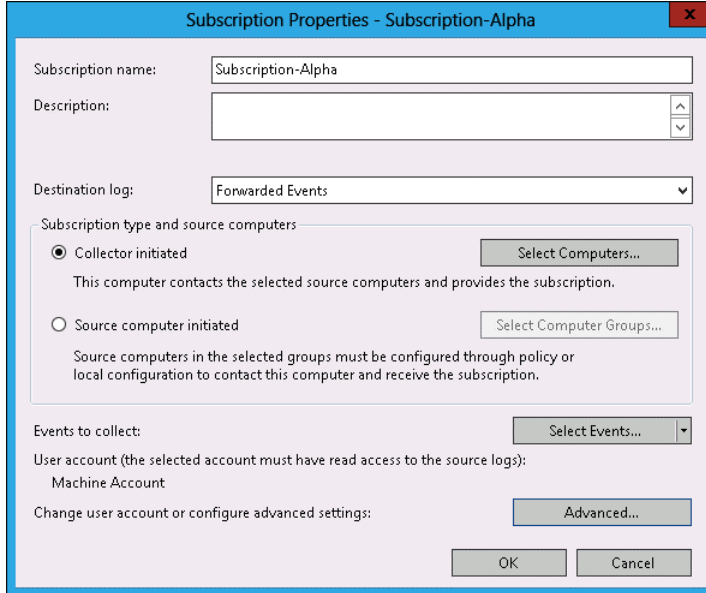 Subscription Properties - Subscription-Alpha
x
Subscription name:
Subscription-Alpha
Description:
Destination log:
Forwarded Events
Subscription type and source computers
Collector initiated
Select Computers...
This computer contacts the selected source computers and provides the subscription.
Source computer initiated
Select Computer Groups...
Source computers in the selected groups must be configured through policy or
local configuration to contact this computer and receive the subscription.
Events to collect:
Select Events...
User account (the selected account must have read access to the source logs):
Machine Account
Change user account or configure advanced settings:
Advanced...
OK
Cancel